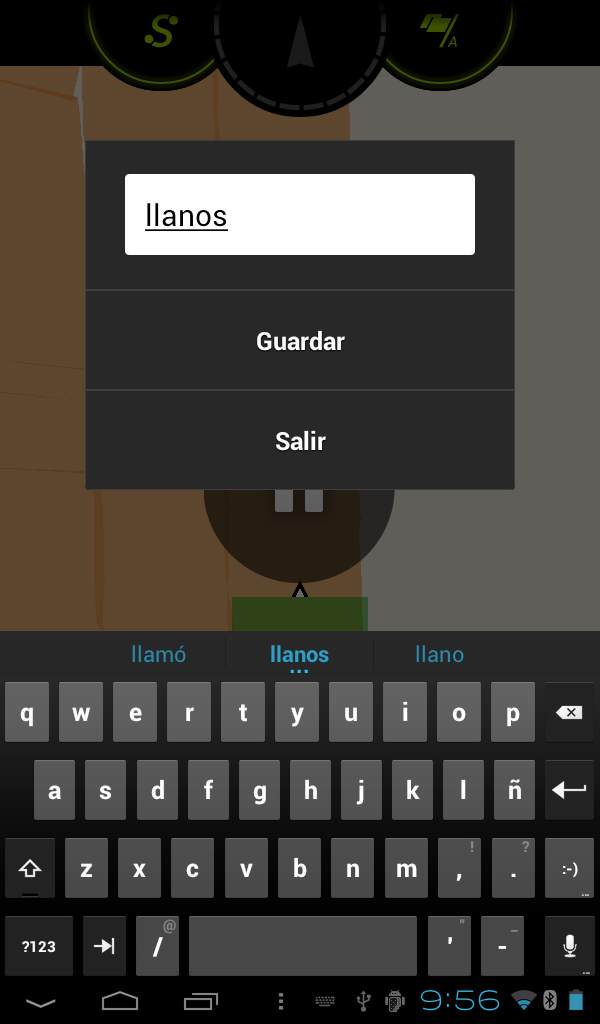 S
A
llanos
Guardar
Salir
llamó llanos llano
q w e r t y u i o p
a s d f g h j k l ñ
! ?
z x c v b n m , . :-)
@ " _
?123 / ' -
9:56